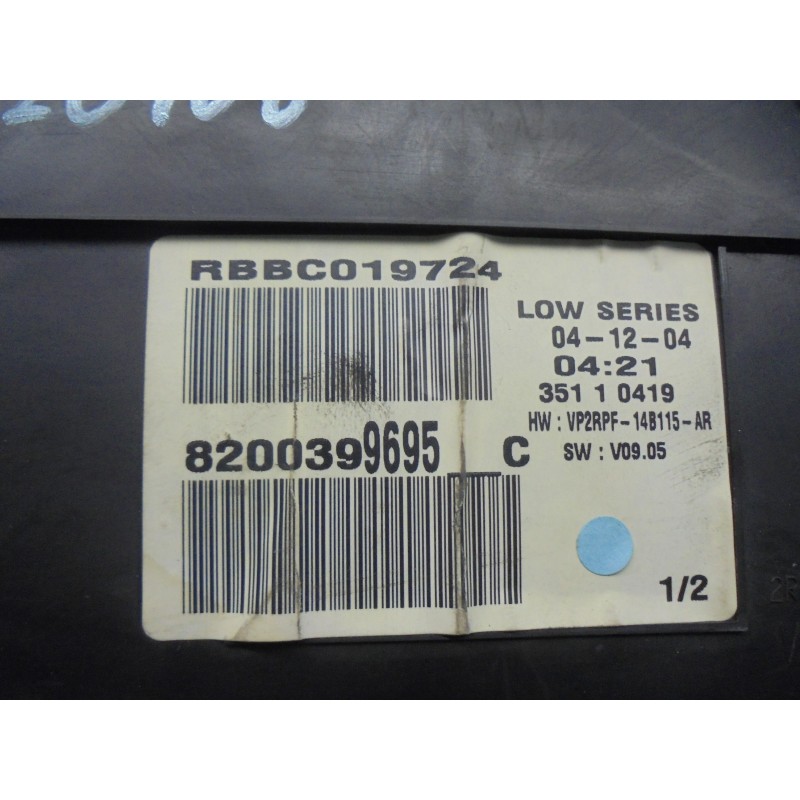 RBBC019724
LOW SERIES
04-12-04
04:21
351 1 0419
HW : VP2RPF-14B115-AR
8200399695__C
SW : V09.05
1/2